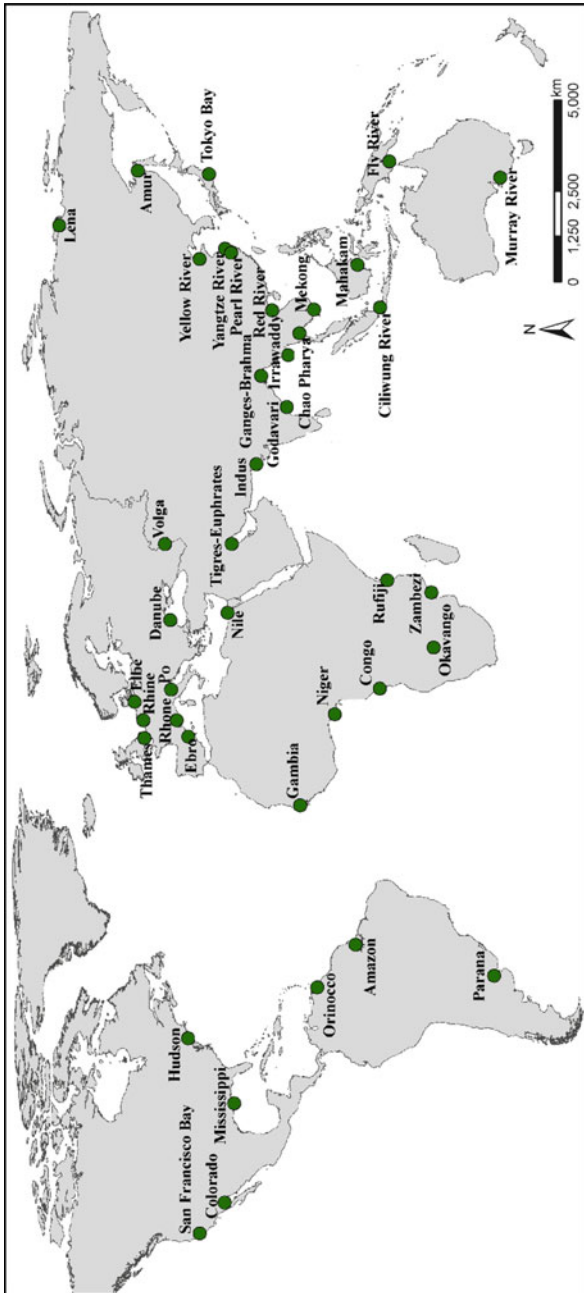 Lena
Amur
Tokyo Bay
Yellow River
Yangtze River
Pearl River
Red River
Mekong
Mahakam
Fly River
Murray River
Ciliwung River
Ganges-Brahma
Irrawaddy
Chao Pharya
Godavari
Indus
Tigres-Euphrates
Volga
Danube
Nile
Elbe
Rhine
Po
Thames
Rhone
Ebro
Gambia
Niger
Congo
Rufiji
Zambezi
Okavango
Hudson
Mississippi
San Francisco Bay
Colorado
Orinocco
Amazon
Parana
N
km
0 1,250 2,500 5,000